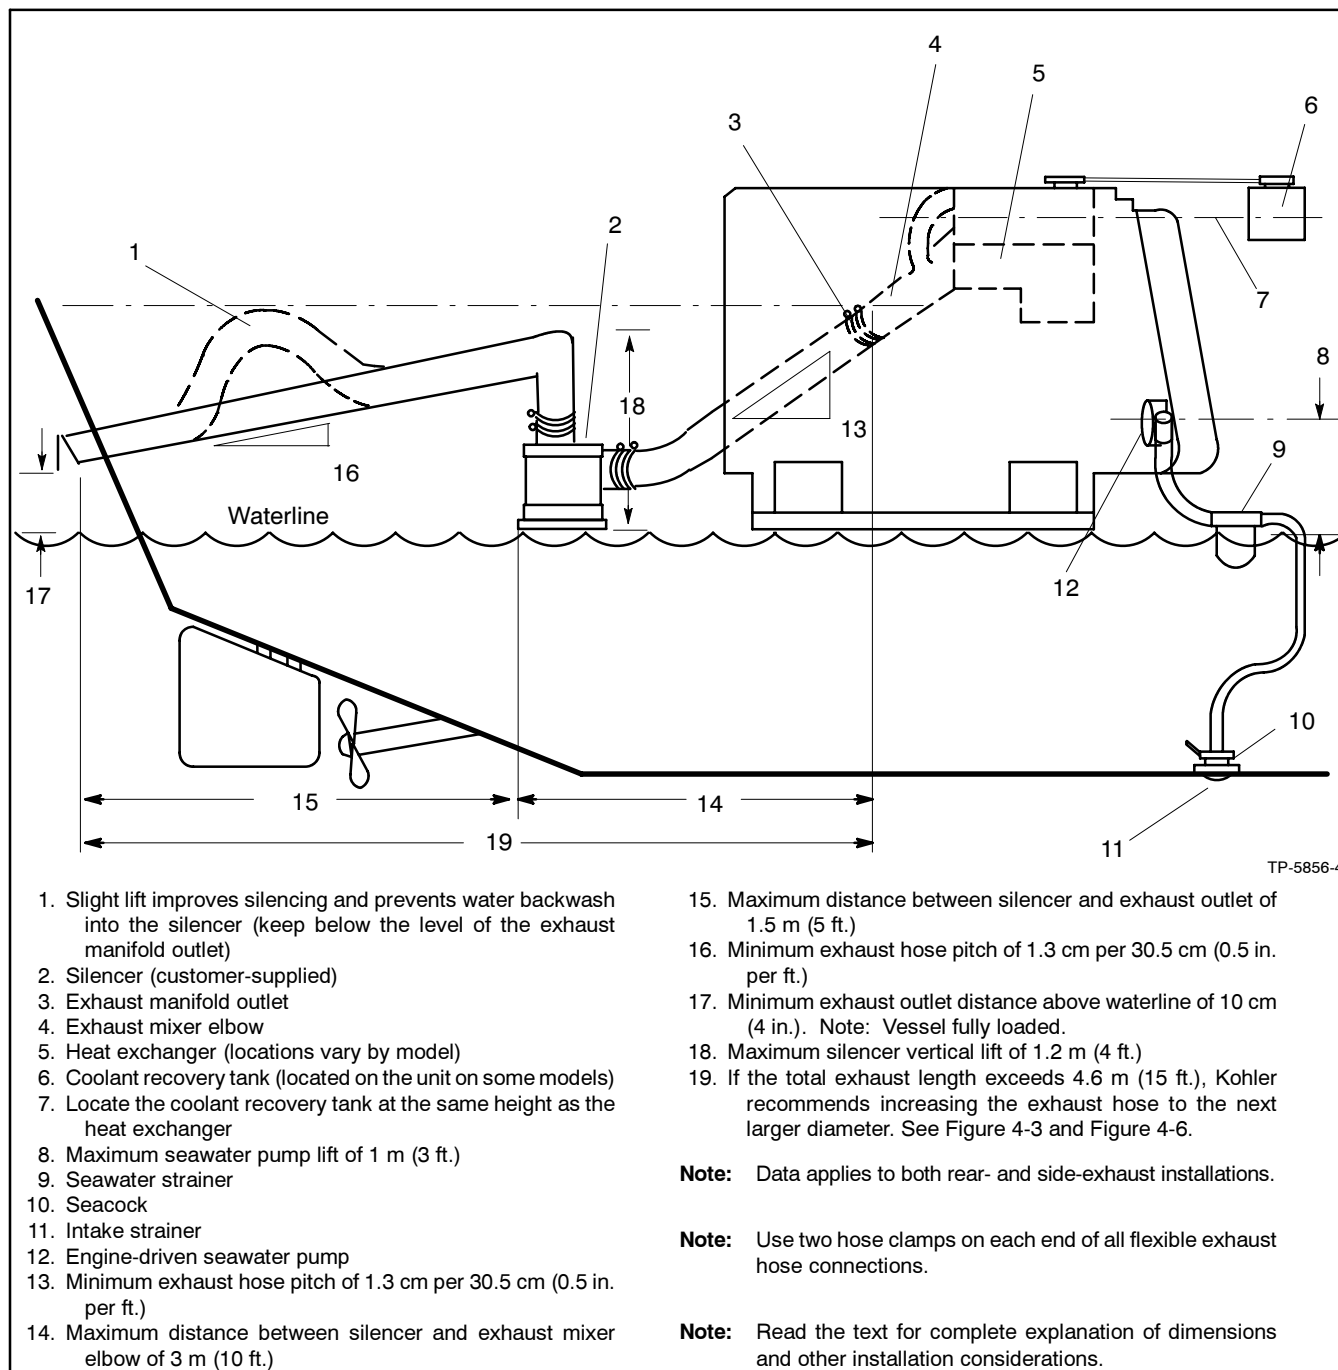 4
5
6
3
2
1
7
8
18
13
9
16
Waterline
12
17
10
15
14
19
11
TP-5856-4
1. Slight lift improves silencing and prevents water backwash
into the silencer (keep below the level of the exhaust
manifold outlet)
2. Silencer (customer-supplied)
3. Exhaust manifold outlet
4. Exhaust mixer elbow
5. Heat exchanger (locations vary by model)
6. Coolant recovery tank (located on the unit on some models)
7. Locate the coolant recovery tank at the same height as the
heat exchanger
8. Maximum seawater pump lift of 1 m (3 ft.)
9. Seawater strainer
10. Seacock
11. Intake strainer
12. Engine-driven seawater pump
13. Minimum exhaust hose pitch of 1.3 cm per 30.5 cm (0.5 in.
per ft.)
14. Maximum distance between silencer and exhaust mixer
elbow of 3 m (10 ft.)
15. Maximum distance between silencer and exhaust outlet of
1.5 m (5 ft.)
16. Minimum exhaust hose pitch of 1.3 cm per 30.5 cm (0.5 in.
per ft.)
17. Minimum exhaust outlet distance above waterline of 10 cm
(4 in.). Note: Vessel fully loaded.
18. Maximum silencer vertical lift of 1.2 m (4 ft.)
19. If the total exhaust length exceeds 4.6 m (15 ft.), Kohler
recommends increasing the exhaust hose to the next
larger diameter. See Figure 4-3 and Figure 4-6.
Note: Data applies to both rear- and side-exhaust installations.
Note: Use two hose clamps on each end of all flexible exhaust
hose connections.
Note: Read the text for complete explanation of dimensions
and other installation considerations.